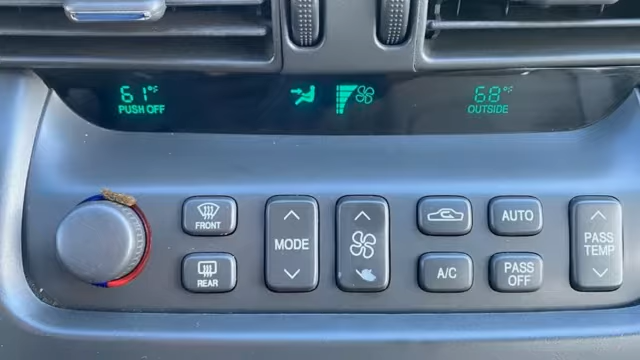 61°F
PUSH OFF
68°F
OUTSIDE
FRONT
MODE
AUTO
PASS
TEMP
REAR
A/C
PASS
OFF